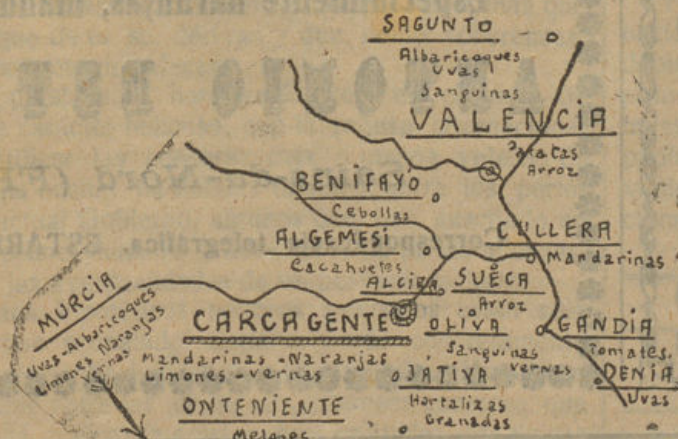 SAGUNTO
Albaricoques
Uvas
Sanguinas
VALENCIA
Patatas
Arroz
BENIFAYO
Cebollas
CULLERA
Mandarinas
ALGEMESI
Cacahuetes
ALCIRA
SUECA
Arroz
MURCIA
Uvas-Albaricoques
Limones Naranjas
Vernas
CARCAGENTE
Mandarinas - Naranjas
Limones - Vernas
OLIVA
Sanguinas
Vernas
GANDIA
Tomates.
JATIVA
Hortalizas
Granadas
DENIA
Uvas
ONTENIENTE
Melones